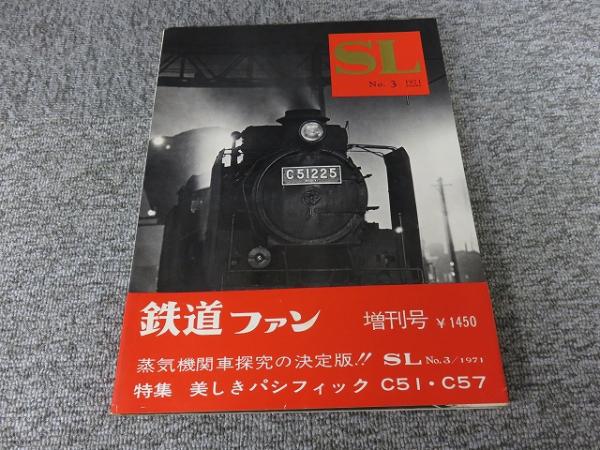 SL
No. 3 1971
C51225
鉄道ファン 増刊号 ¥1450
蒸気機関車探究の決定版!! SL No.3/1971
特集 美しきパシフィック C51・C57